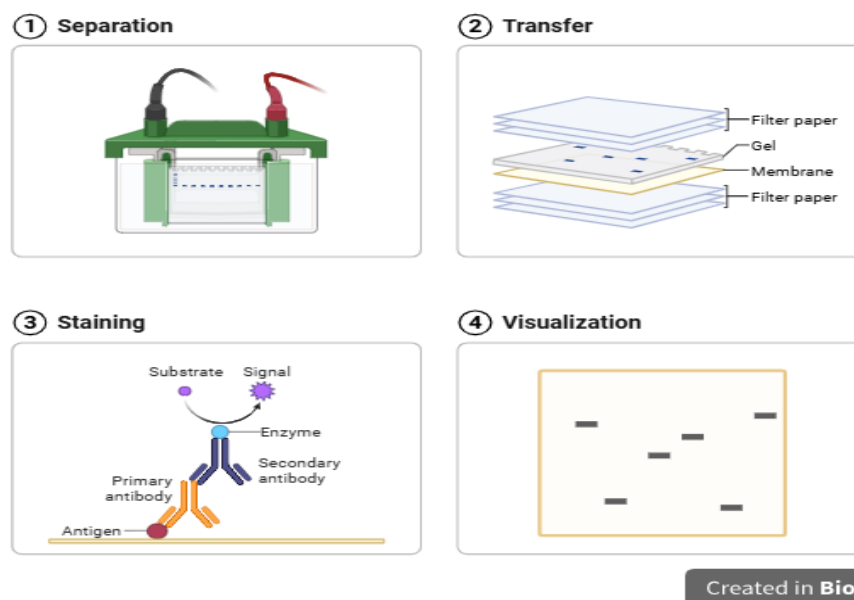 1 Separation
2 Transfer
Filter paper
Gel
Membrane
Filter paper
3 Staining
Substrate Signal
Enzyme
Secondary
antibody
Primary
antibody
Antigen
4 Visualization
Created in Bio